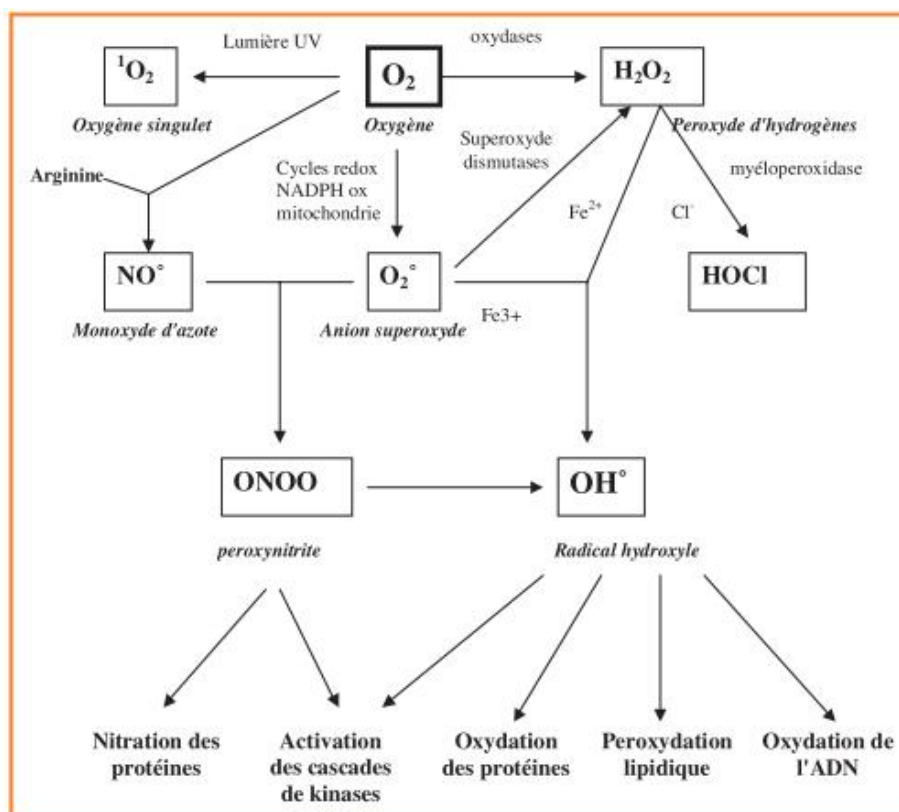 Lumière UV
oxydases
¹O₂
O₂
H₂O₂
Oxygène singulet
Oxygène
Peroxyde d'hydrogènes
Arginine
Cycles redox
NADPH ox
mitochondrie
Superoxyde
dismutases
myéloperoxidase
Fe²⁺
Cl⁻
NO°
O₂°
HOCl
Monoxyde d'azote
Anion superoxyde
Fe3+
ONOO
OH°
peroxynitrite
Radical hydroxyle
Nitration des
protéines
Activation
des cascades
de kinases
Oxydation
des protéines
Peroxydation
lipidique
Oxydation de
l'ADN